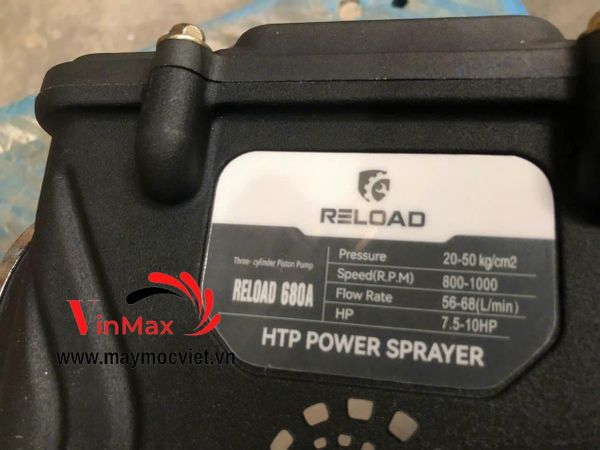 RELOAD
Three- cylinder Piston Pump
RELOAD 680A
Pressure 20-50 kg/cm2
Speed(R.P.M) 800-1000
Flow Rate 56-68(L/min)
HP 7.5-10HP
HTP POWER SPRAYER
VinMax
www.maymocviet.vn